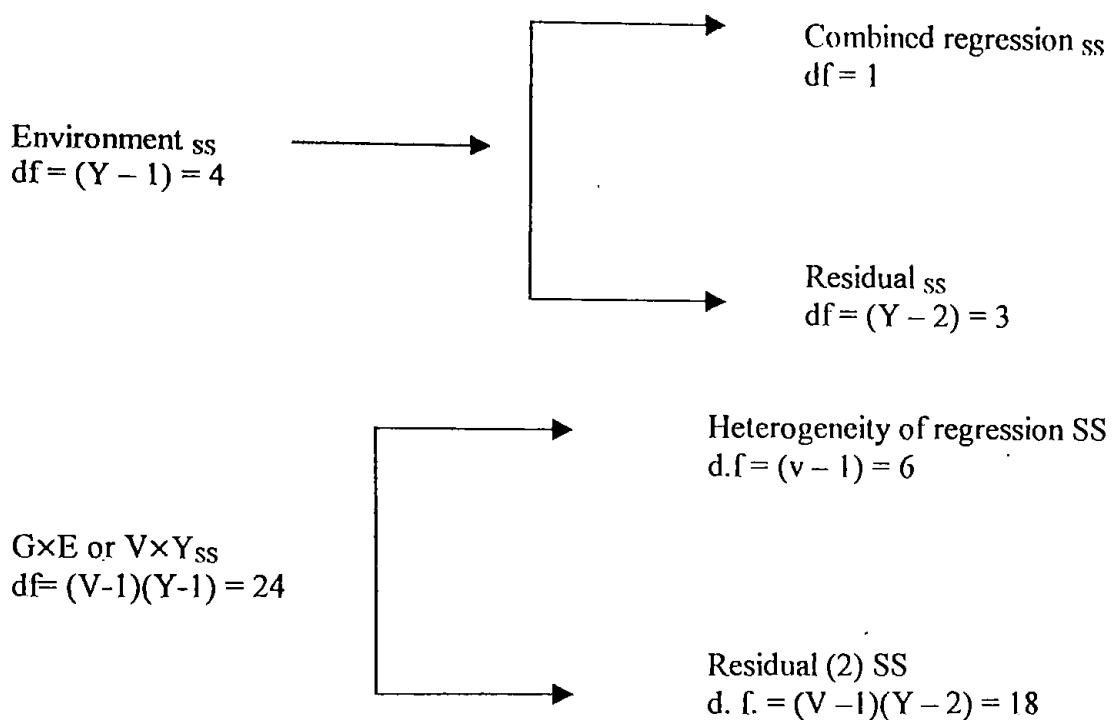 Combined regression SS
df = 1
Environment SS
df = (Y – 1) = 4
Residual SS
df = (Y – 2) = 3
Heterogeneity of regression SS
d.f = (v – 1) = 6
G×E or V×YSS
df= (V-1)(Y-1) = 24
Residual (2) SS
d. f. = (V –1)(Y – 2) = 18